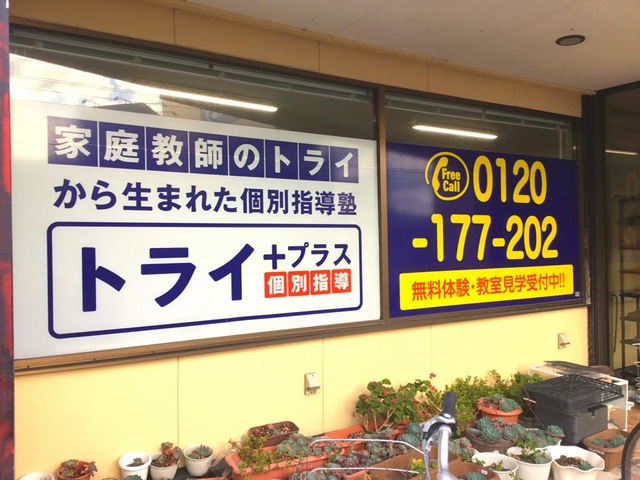 家庭教師のトライ
から生まれた個別指導塾
トライ+プラス
個別指導
Free Call
0120
-177-202
無料体験・教室見学受付中!!